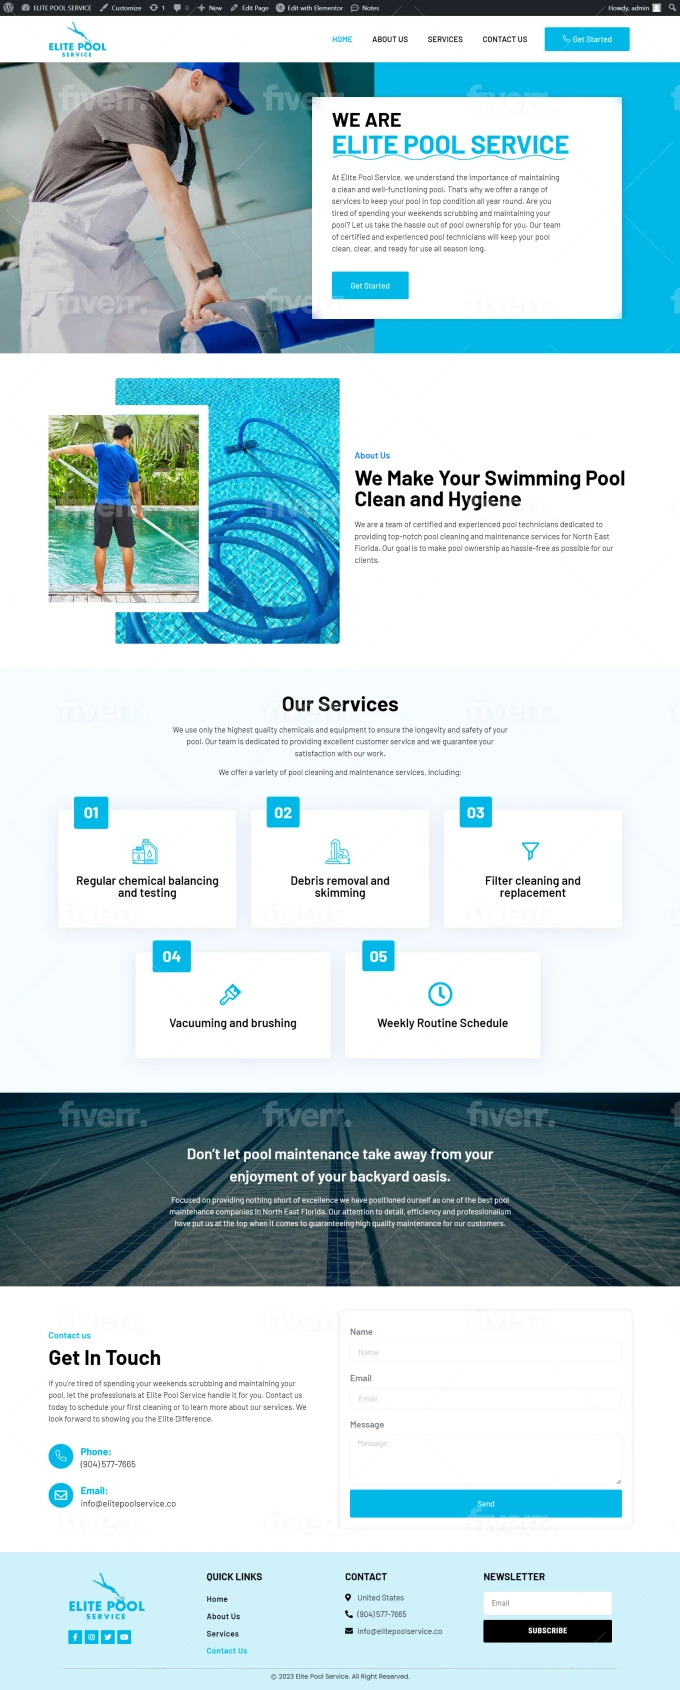 ELITE POOL SERVICE
Customize
1
0
New
Edit Page
Edit with Elementor
Notes
Howdy, admin
ELITE POOL
SERVICE
HOME
ABOUT US
SERVICES
CONTACT US
Get Started
fiverr.
WE ARE
ELITE POOL SERVICE
At Elite Pool Service, we understand the importance of maintaining
a clean and well-functioning pool. That's why we offer a range of
services to keep your pool in top condition all year round. Are you
tired of spending your weekends scrubbing and maintaining your
pool? Let us take the hassle out of pool ownership for you. Our team
of certified and experienced pool technicians will keep your pool
clean, clear, and ready for use all season long.
Get Started
About Us
We Make Your Swimming Pool
Clean and Hygiene
We are a team of certified and experienced pool technicians dedicated to
providing top-notch pool cleaning and maintenance services for North East
Florida. Our goal is to make pool ownership as hassle-free as possible for our
clients.
Our Services
We use only the highest quality chemicals and equipment to ensure the longevity and safety of your
pool. Our team is dedicated to providing excellent customer service and we guarantee your
satisfaction with our work.
We offer a variety of pool cleaning and maintenance services, including:
01
Regular chemical balancing
and testing
02
Debris removal and
skimming
03
Filter cleaning and
replacement
04
Vacuuming and brushing
05
Weekly Routine Schedule
Don't let pool maintenance take away from your
enjoyment of your backyard oasis.
Focused on providing nothing short of excellence we have positioned ourself as one of the best pool
maintenance companies in North East Florida. Our attention to detail, efficiency and professionalism
have put us at the top when it comes to guaranteeing high quality maintenance for our customers.
Contact us
Get In Touch
If you're tired of spending your weekends scrubbing and maintaining your
pool, let the professionals at Elite Pool Service handle it for you. Contact us
today to schedule your first cleaning or to learn more about our services. We
look forward to showing you the Elite Difference.
Phone:
(904) 577-7665
Email:
info@elitepoolservice.co
Name
Name
Email
Email
Message
Message
Send
ELITE POOL
SERVICE
QUICK LINKS
Home
About Us
Services
Contact Us
CONTACT
United States
(904) 577-7665
info@elitepoolservice.co
NEWSLETTER
Email
SUBSCRIBE
© 2023 Elite Pool Service. All Right Reserved.